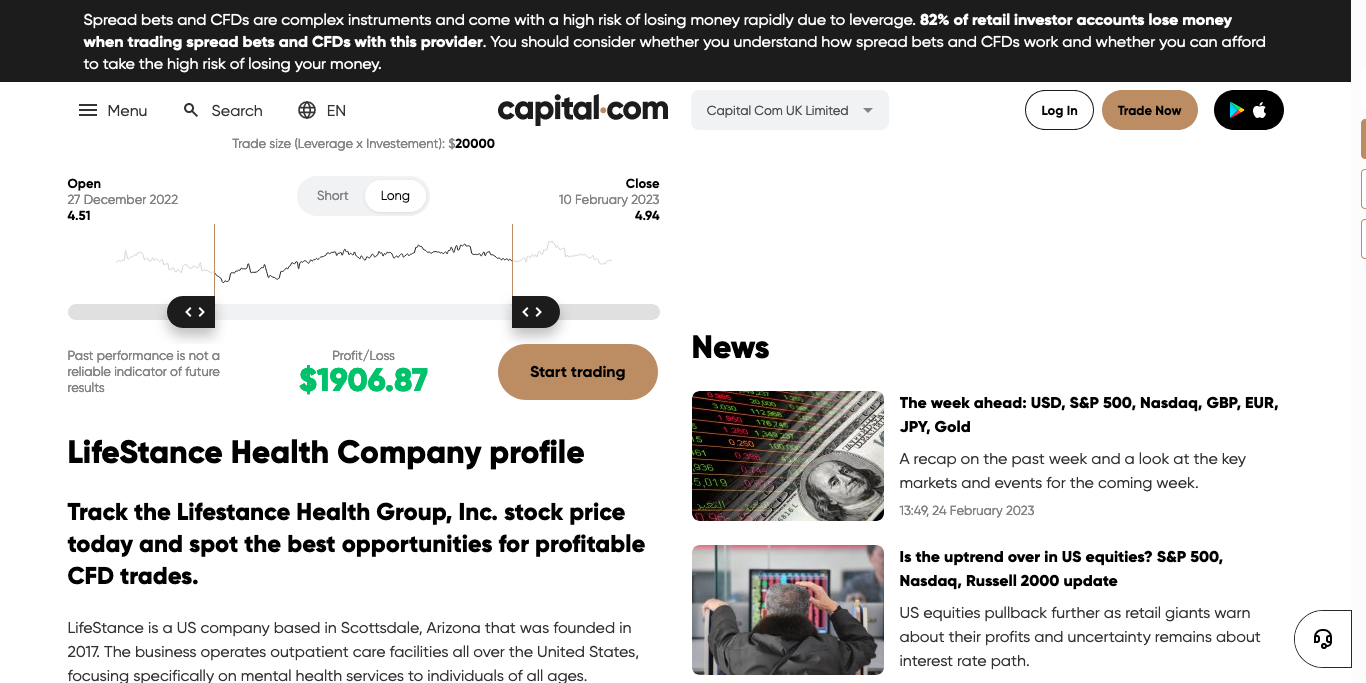 Spread bets and CFDs are complex instruments and come with a high risk of losing money rapidly due to leverage. 82% of retail investor accounts lose money
when trading spread bets and CFDs with this provider. You should consider whether you understand how spread bets and CFDs work and whether you can afford
to take the high risk of losing your money.
Menu
Search
EN
capital.com
Capital Com UK Limited
Log In
Trade Now
Trade size (Leverage x Investement): $20000
Open
27 December 2022
4.51
Short
Long
Close
10 February 2023
4.94
Past performance is not a
reliable indicator of future
results
Profit/Loss
$1906.87
Start trading
LifeStance Health Company profile
Track the Lifestance Health Group, Inc. stock price
today and spot the best opportunities for profitable
CFD trades.
LifeStance is a US company based in Scottsdale, Arizona that was founded in
2017. The business operates outpatient care facilities all over the United States,
focusing specifically on mental health services to individuals of all ages.
News
The week ahead: USD, S&P 500, Nasdaq, GBP, EUR,
JPY, Gold
A recap on the past week and a look at the key
markets and events for the coming week.
13:49, 24 February 2023
Is the uptrend over in US equities? S&P 500,
Nasdaq, Russell 2000 update
US equities pullback further as retail giants warn
about their profits and uncertainty remains about
interest rate path.